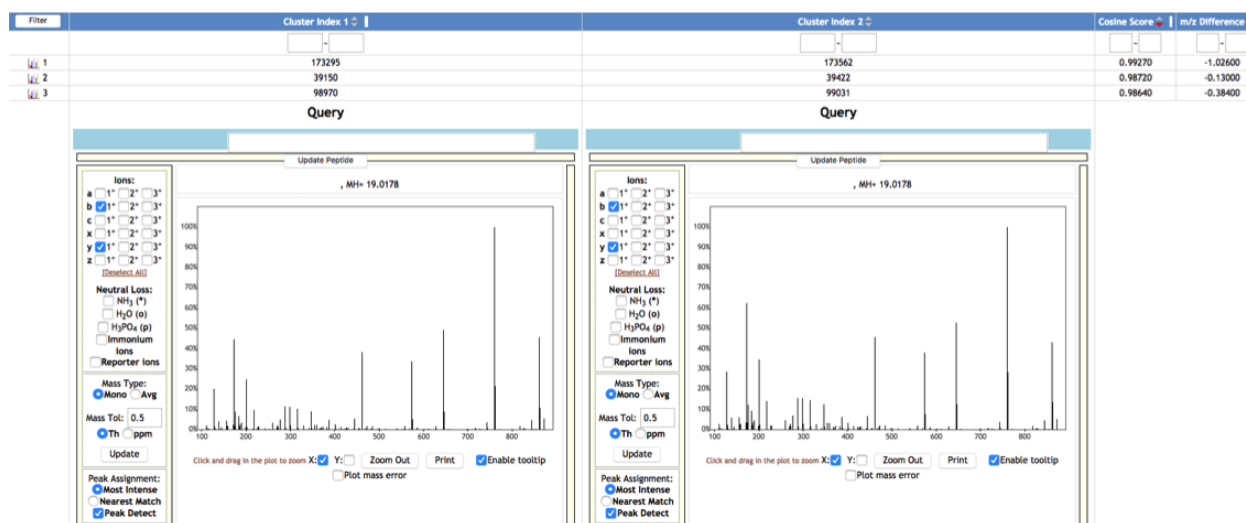 Filter Cluster Index 1 Cluster Index 2 Cosine Score m/z Difference
- - - -
1 173295 173562 0.99270 -1.02600
2 39150 39422 0.98720 -0.13000
3 98970 99031 0.98640 -0.38400
Query Query
Update Peptide Update Peptide
Ions:
a 1+ 2+ 3+
b 1+ 2+ 3+
c 1+ 2+ 3+
x 1+ 2+ 3+
y 1+ 2+ 3+
z 1+ 2+ 3+
[Deselect All]
Neutral Loss:
NH3 (*)
H2O (o)
H3PO4 (p)
Immonium
ions
Reporter ions
Mass Type:
Mono Avg
Mass Tol: 0.5
Th ppm
Update
Peak Assignment:
Most Intense
Nearest Match
Peak Detect
, MH+ 19.0178
100%
90%
80%
70%
60%
50%
40%
30%
20%
10%
0%
100 200 300 400 500 600 700 800
Click and drag in the plot to zoom X: Y: Zoom Out Print Enable tooltip
Plot mass error
Ions:
a 1+ 2+ 3+
b 1+ 2+ 3+
c 1+ 2+ 3+
x 1+ 2+ 3+
y 1+ 2+ 3+
z 1+ 2+ 3+
[Deselect All]
Neutral Loss:
NH3 (*)
H2O (o)
H3PO4 (p)
Immonium
ions
Reporter ions
Mass Type:
Mono Avg
Mass Tol: 0.5
Th ppm
Update
Peak Assignment:
Most Intense
Nearest Match
Peak Detect
, MH+ 19.0178
100%
90%
80%
70%
60%
50%
40%
30%
20%
10%
0%
100 200 300 400 500 600 700 800
Click and drag in the plot to zoom X: Y: Zoom Out Print Enable tooltip
Plot mass error